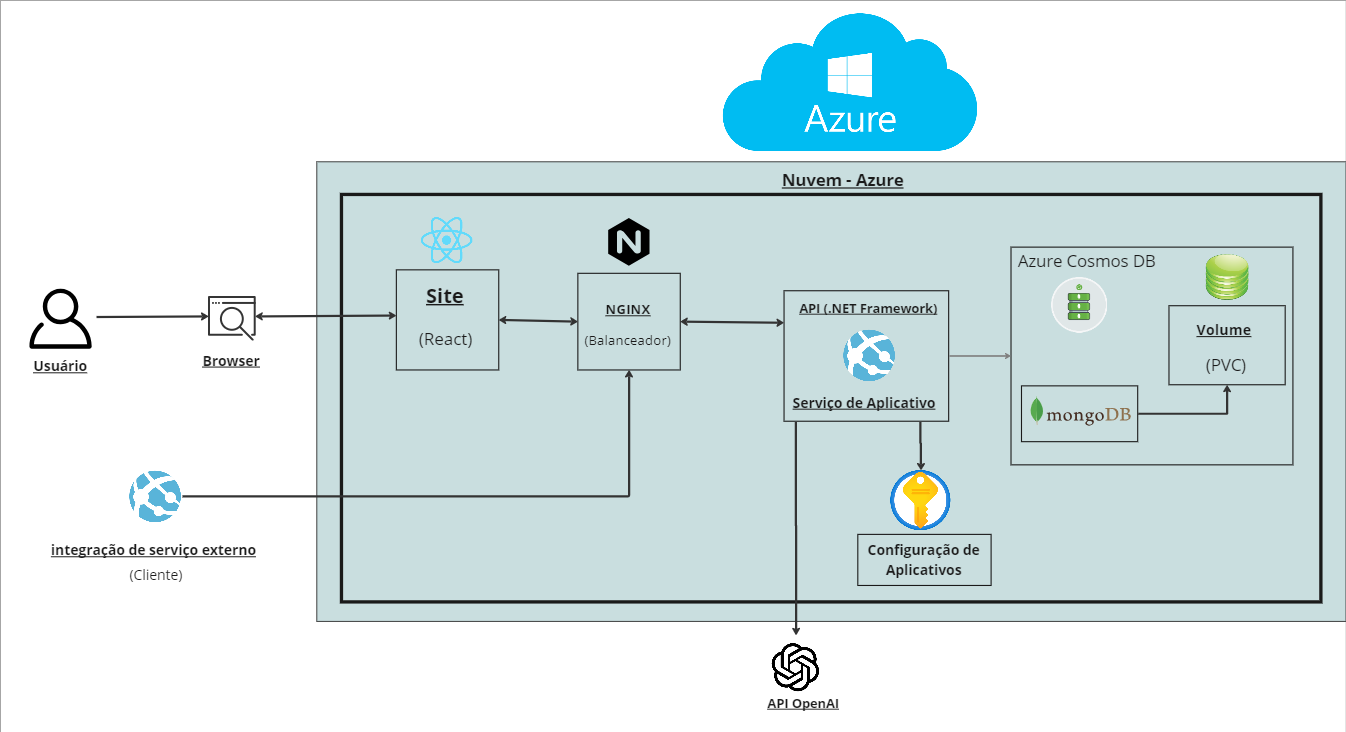 Azure
Nuvem - Azure
Site
(React)
NGINX
(Balanceador)
API (.NET Framework)
Serviço de Aplicativo
Azure Cosmos DB
Volume
(PVC)
mongoDB
Usuário
Browser
integração de serviço externo
(Cliente)
Configuração de
Aplicativos
API OpenAI